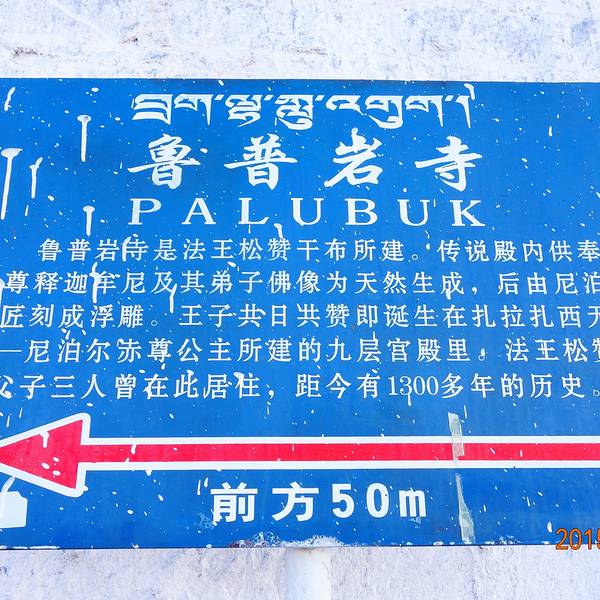 བྲག་ལྷ་ཀླུ་འབུག །
鲁普岩寺
PALUBUK
鲁普岩寺是法王松赞干布所建。传说殿内供奉
尊释迦牟尼及其弟子佛像为天然生成，后由尼泊
匠刻成浮雕。王子共日共赞即诞生在扎拉扎西无
—尼泊尔赤尊公主所建的九层宫殿里。法王松赞
父子三人曾在此居住，距今有1300多年的历史。
前方50m
2015